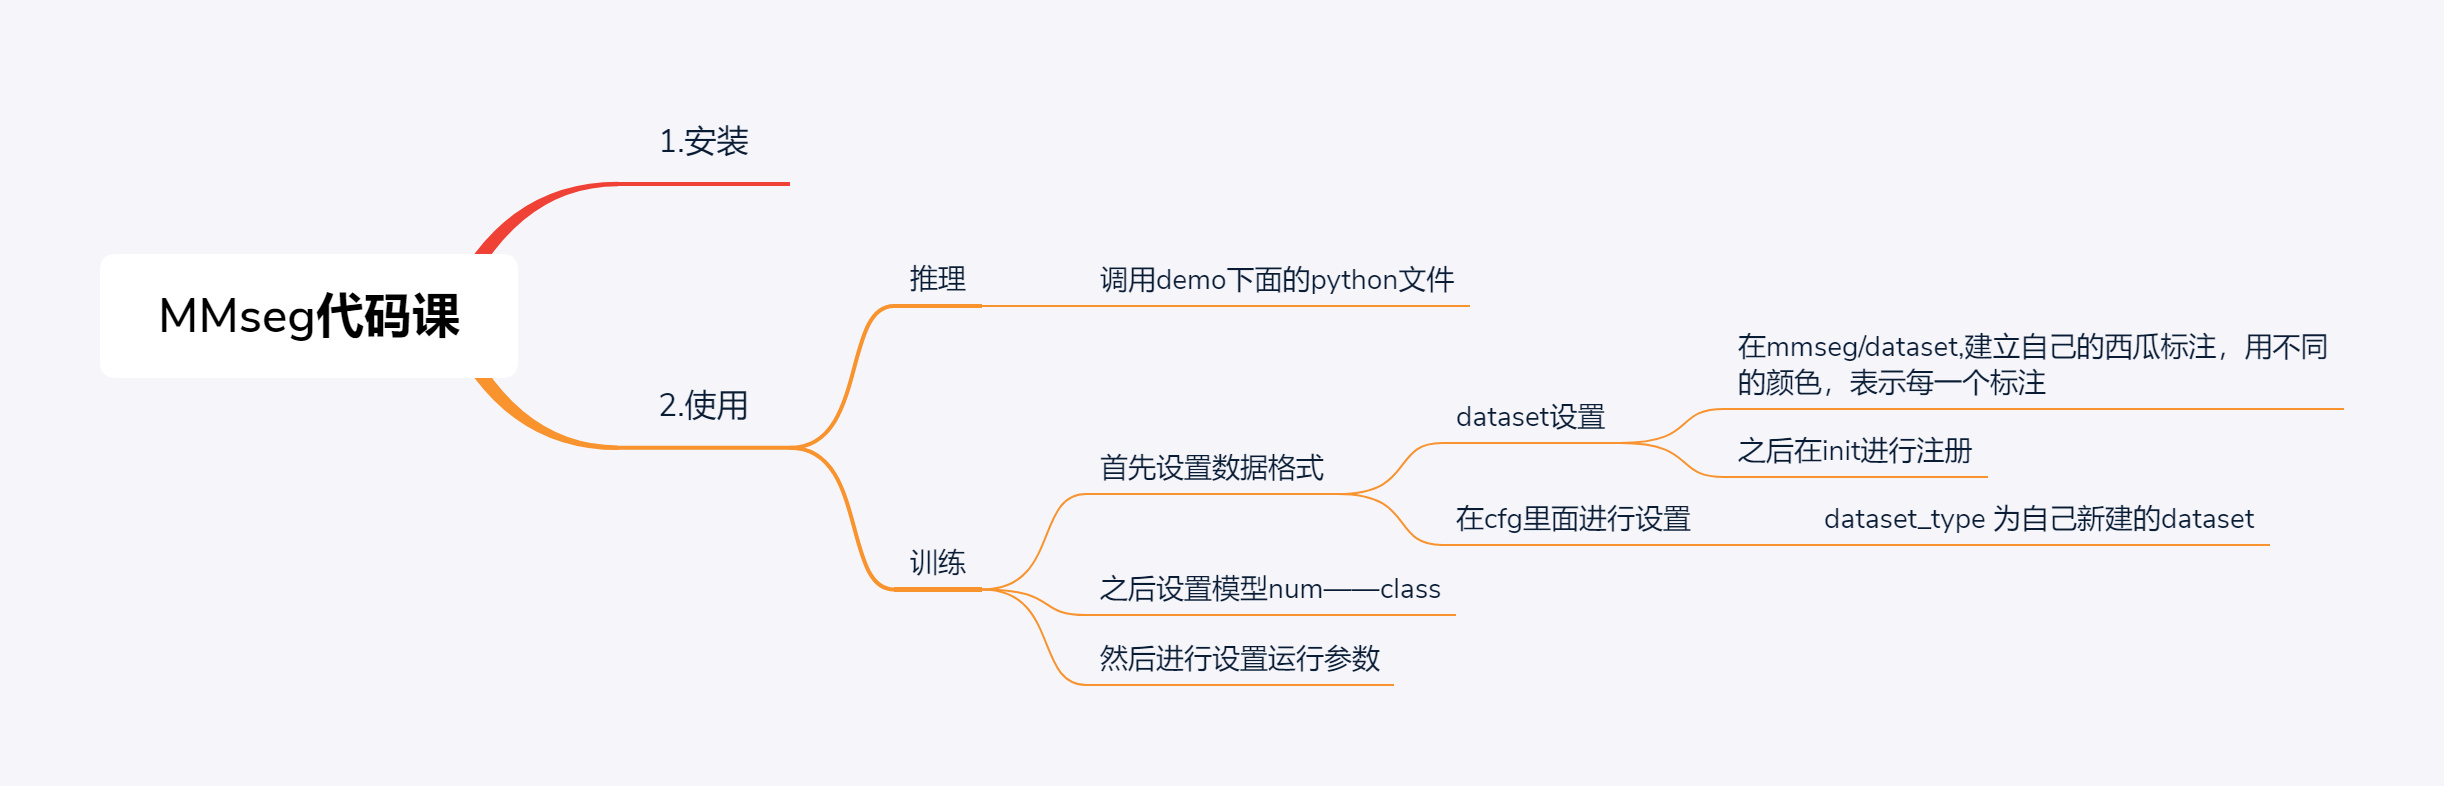 1.安装
MMseg代码课
2.使用
推理
调用demo下面的python文件
训练
首先设置数据格式
dataset设置
在mmseg/dataset,建立自己的西瓜标注，用不同
的颜色，表示每一个标注
之后在init进行注册
在cfg里面进行设置
dataset_type 为自己新建的dataset
之后设置模型num——class
然后进行设置运行参数